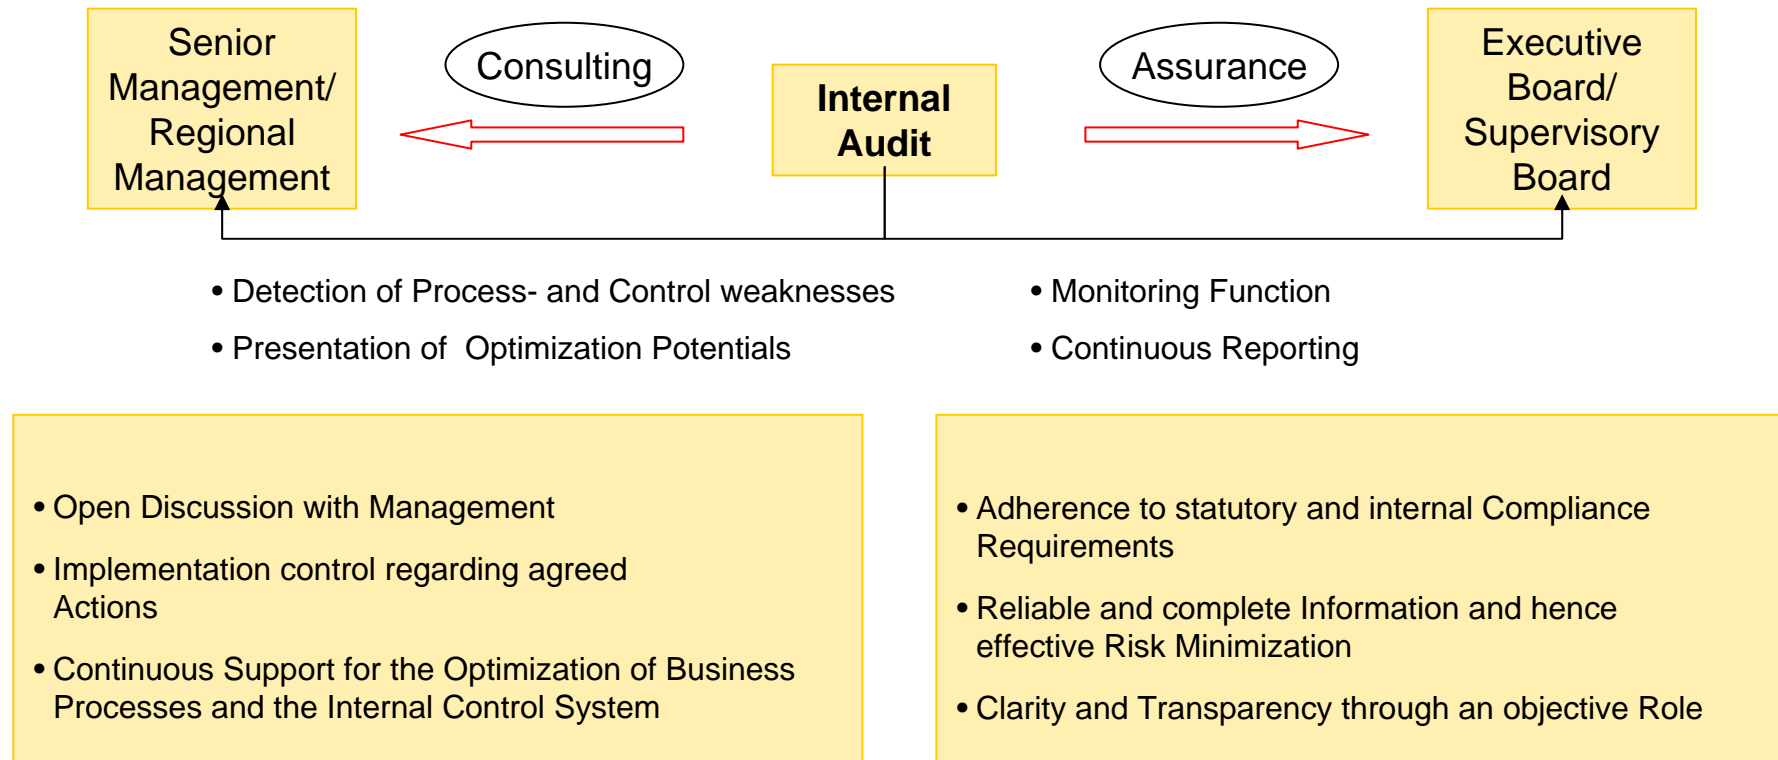 Senior
Management/
Regional
Management
Consulting
Internal
Audit
Assurance
Executive
Board/
Supervisory
Board
• Detection of Process- and Control weaknesses
• Presentation of  Optimization Potentials
• Monitoring Function
• Continuous Reporting
• Open Discussion with Management
• Implementation control regarding agreed
Actions
• Continuous Support for the Optimization of Business
Processes and the Internal Control System
• Adherence to statutory and internal Compliance
Requirements
• Reliable and complete Information and hence
effective Risk Minimization
• Clarity and Transparency through an objective Role